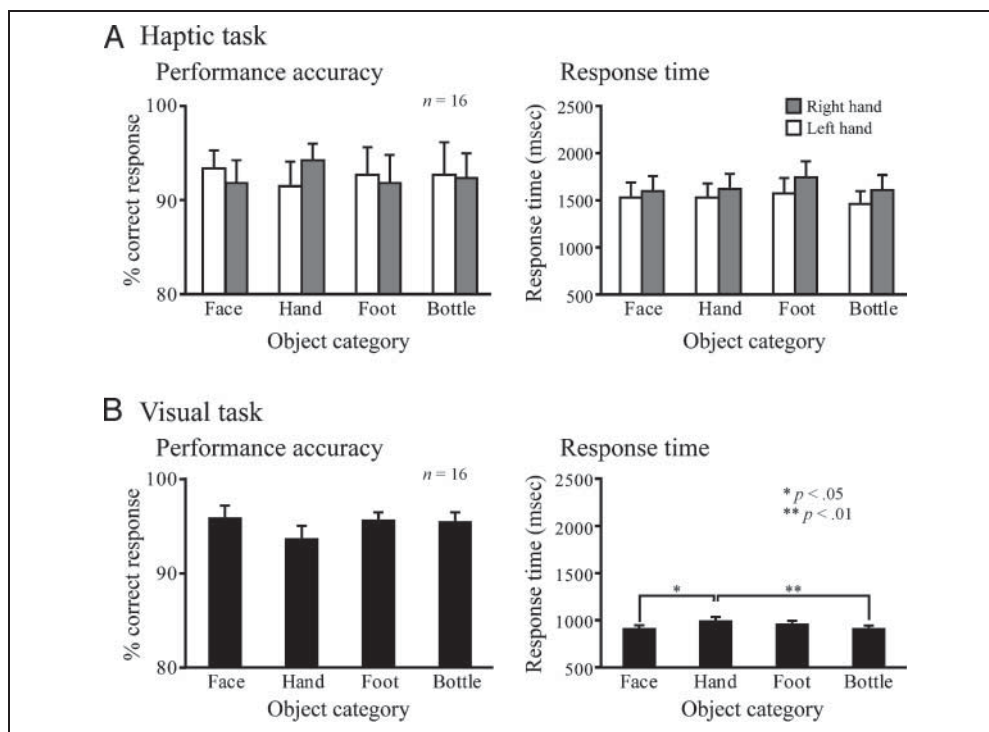 A Haptic task
Performance accuracy
n = 16
% correct response
100
90
80
Face Hand Foot Bottle
Object category
Response time
Right hand
Left hand
Response time (msec)
2500
2000
1500
1000
500
Face Hand Foot Bottle
Object category
B Visual task
Performance accuracy
n = 16
% correct response
100
90
80
Face Hand Foot Bottle
Object category
Response time
* p < .05
** p < .01
Response time (msec)
2500
2000
1500
1000
500
* **
Face Hand Foot Bottle
Object category